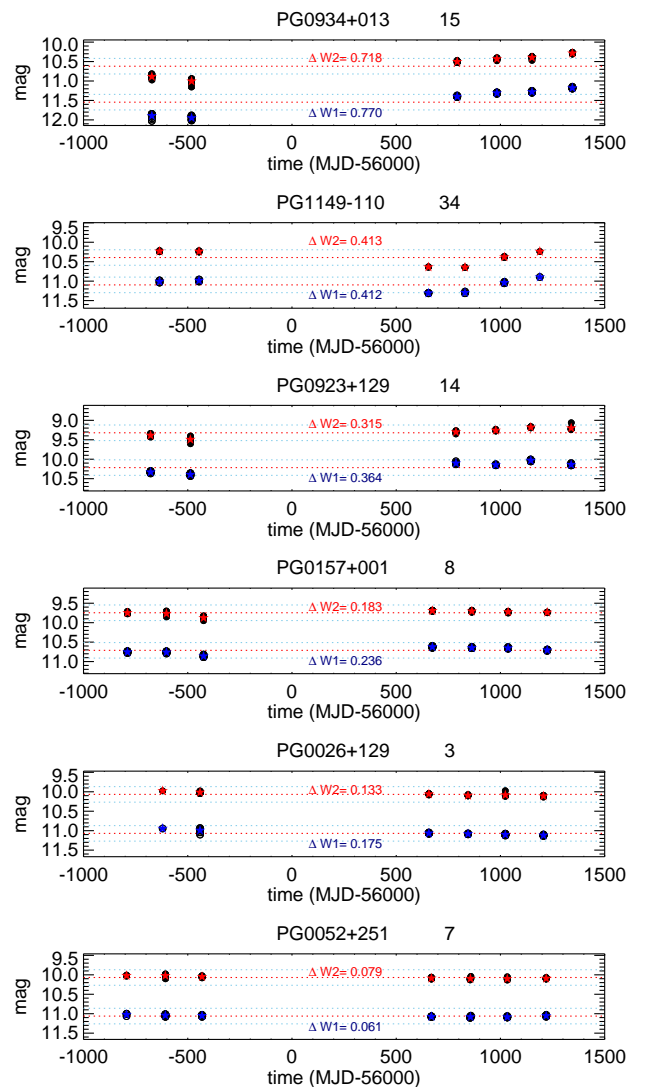 PG0934+013 15
10.0
10.5
11.0
11.5
12.0
mag
Δ W2= 0.718
Δ W1= 0.770
-1000 -500 0 500 1000 1500
time (MJD-56000)
PG1149-110 34
9.5
10.0
10.5
11.0
11.5
mag
Δ W2= 0.413
Δ W1= 0.412
-1000 -500 0 500 1000 1500
time (MJD-56000)
PG0923+129 14
9.0
9.5
10.0
10.5
mag
Δ W2= 0.315
Δ W1= 0.364
-1000 -500 0 500 1000 1500
time (MJD-56000)
PG0157+001 8
9.5
10.0
10.5
11.0
mag
Δ W2= 0.183
Δ W1= 0.236
-1000 -500 0 500 1000 1500
time (MJD-56000)
PG0026+129 3
9.5
10.0
10.5
11.0
11.5
mag
Δ W2= 0.133
Δ W1= 0.175
-1000 -500 0 500 1000 1500
time (MJD-56000)
PG0052+251 7
9.5
10.0
10.5
11.0
11.5
mag
Δ W2= 0.079
Δ W1= 0.061
-1000 -500 0 500 1000 1500
time (MJD-56000)